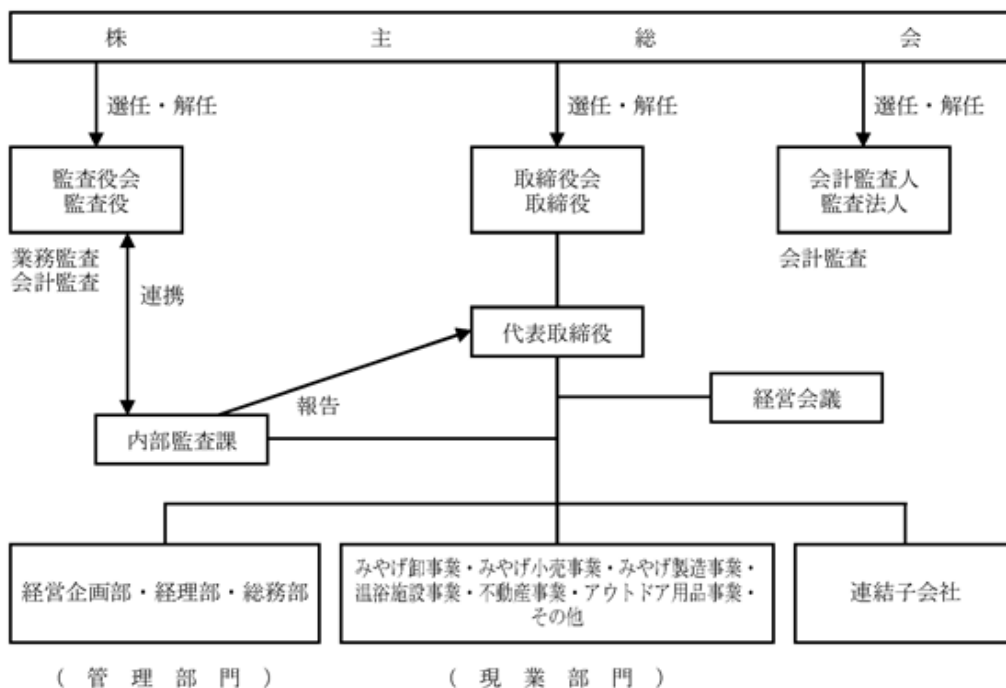 株主総会
選任・解任
選任・解任
選任・解任
監査役会
監査役
取締役会
取締役
会計監査人
監査法人
業務監査
会計監査
会計監査
連携
代表取締役
報告
経営会議
内部監査課
経営企画部・経理部・総務部
みやげ卸事業・みやげ小売事業・みやげ製造事業・
温浴施設事業・不動産事業・アウトドア用品事業・
その他
連結子会社
(管理部門)
(現業部門)